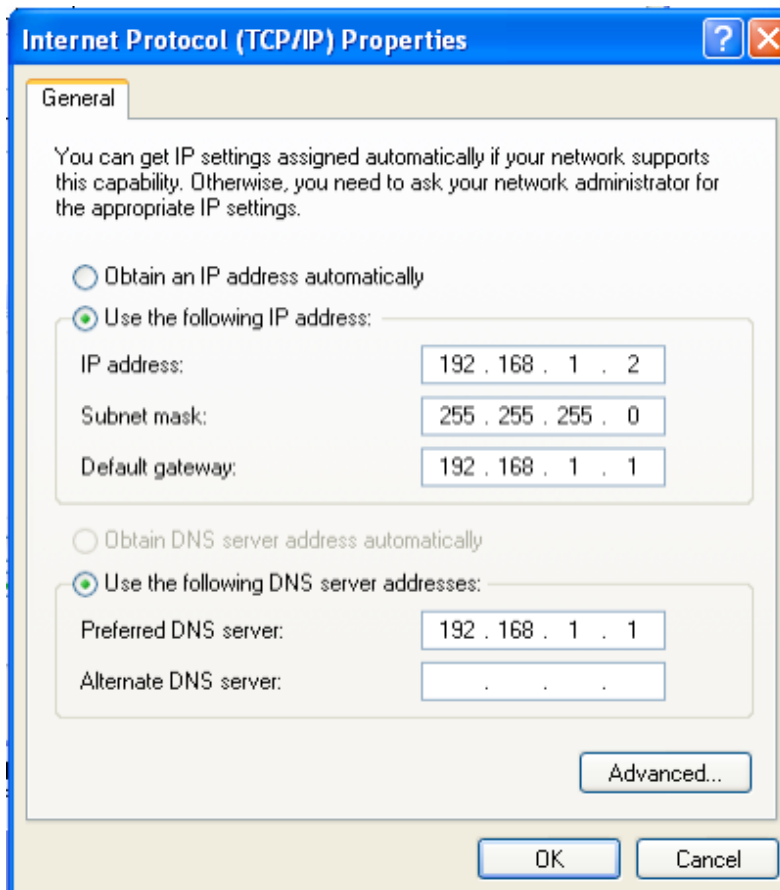 Internet Protocol (TCP/IP) Properties
General
You can get IP settings assigned automatically if your network supports
this capability. Otherwise, you need to ask your network administrator for
the appropriate IP settings.
Obtain an IP address automatically
Use the following IP address:
IP address: 192 . 168 . 1 . 2
Subnet mask: 255 . 255 . 255 . 0
Default gateway: 192 . 168 . 1 . 1
Obtain DNS server address automatically
Use the following DNS server addresses:
Preferred DNS server: 192 . 168 . 1 . 1
Alternate DNS server: . . .
Advanced...
OK Cancel